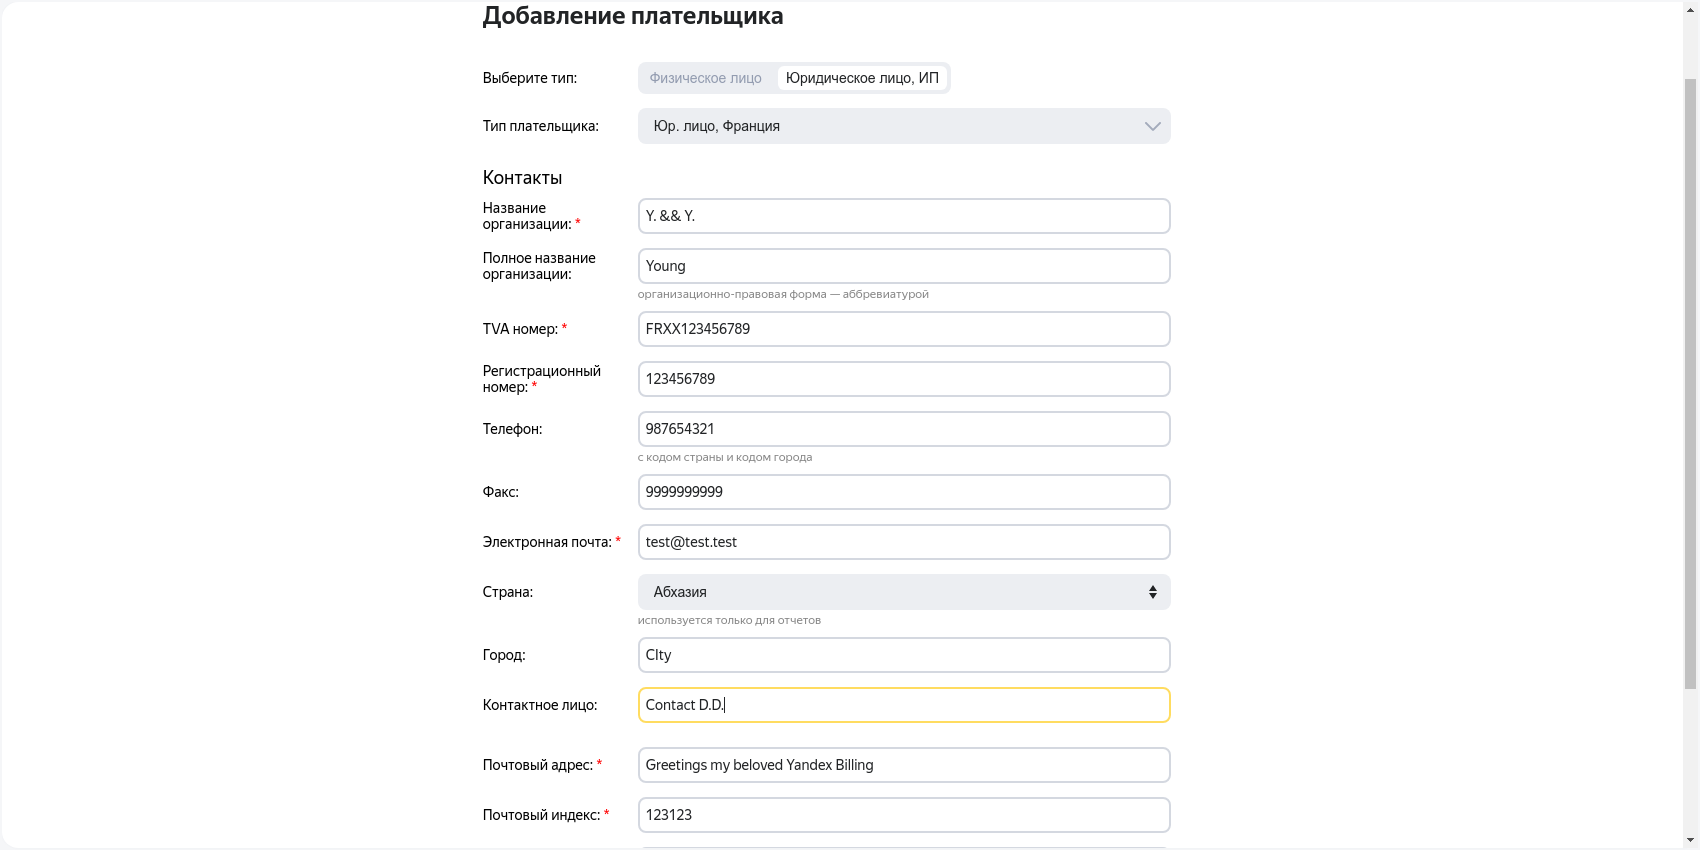 Добавление плательщика
Выберите тип:
Физическое лицо
Юридическое лицо, ИП
Тип плательщика:
Юр. лицо, Франция
Контакты
Название
организации: *
Y. && Y.
Полное название
организации:
Young
организационно-правовая форма — аббревиатурой
TVA номер: *
FRXX123456789
Регистрационный
номер: *
123456789
Телефон:
987654321
с кодом страны и кодом города
Факс:
9999999999
Электронная почта: *
test@test.test
Страна:
Абхазия
используется только для отчетов
Город:
CIty
Контактное лицо:
Contact D.D.
Почтовый адрес: *
Greetings my beloved Yandex Billing
Почтовый индекс: *
123123